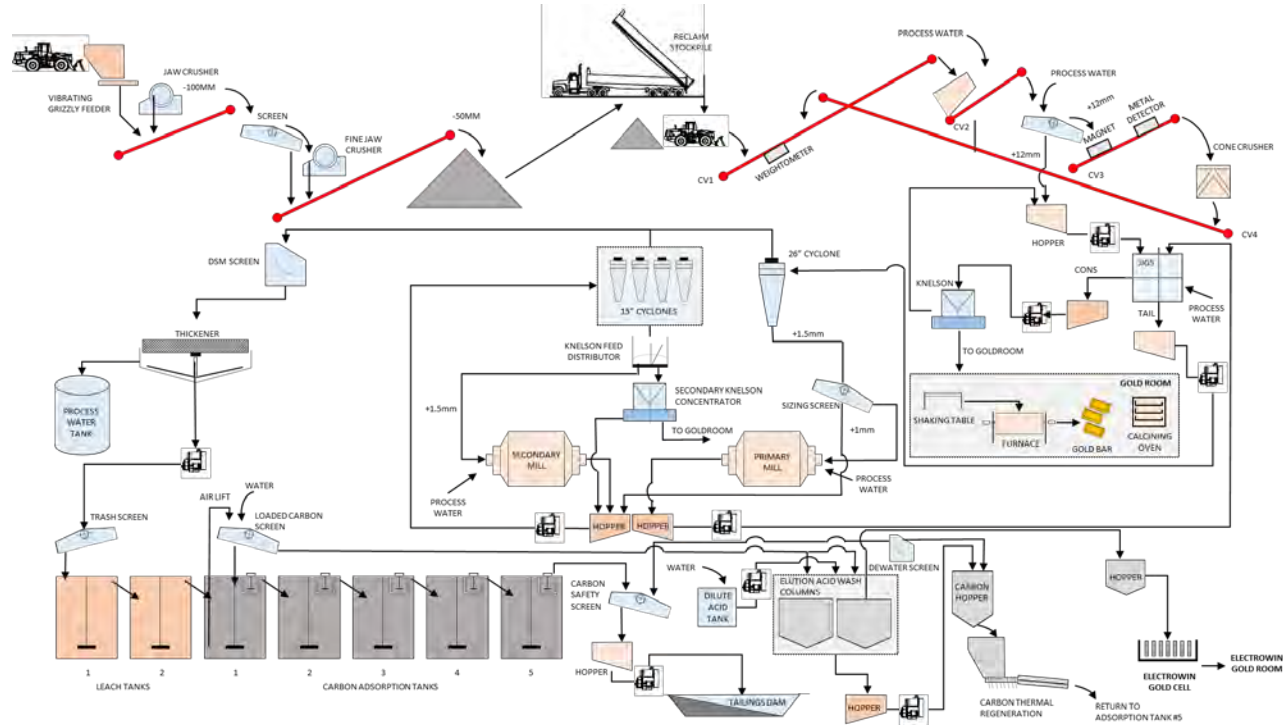 RECLAIM
STOCKPILE
PROCESS WATER
JAW CRUSHER
-100MM
VIBRATING
GRIZZLY FEEDER
SCREEN
FINE JAW
CRUSHER
-50MM
CV1
WEIGHTOMETER
CV2
PROCESS WATER
+12mm
+12mm
MAGNET
METAL
DETECTOR
CV3
CONE CRUSHER
CV4
HOPPER
DSM SCREEN
15" CYCLONES
26" CYCLONE
KNELSON
CONS
JIGS
TAIL
PROCESS
WATER
THICKENER
+1.5mm
KNELSON FEED
DISTRIBUTOR
TO GOLDROOM
SECONDARY KNELSON
CONCENTRATOR
SIZING SCREEN
GOLD ROOM
SHAKING TABLE
FURNACE
GOLD BAR
CALCINING
OVEN
PROCESS
WATER
TANK
+1.5mm
+1mm
TO GOLDROOM
SECONDARY
MILL
PRIMARY
MILL
PROCESS
WATER
PROCESS
WATER
AIR LIFT
WATER
TRASH SCREEN
LOADED CARBON
SCREEN
HOPPER
HOPPER
DEWATER SCREEN
CARBON
SAFETY
SCREEN
WATER
DILUTE
ACID
TANK
ELUTION ACID WASH
COLUMNS
CARBON
HOPPER
HOPPER
1
2
1
2
3
4
5
LEACH TANKS
CARBON ADSORPTION TANKS
HOPPER
TAILINGS DAM
HOPPER
CARBON THERMAL
REGENERATION
RETURN TO
ADSORPTION TANK #5
ELECTROWIN
GOLD CELL
ELECTROWIN
GOLD ROOM